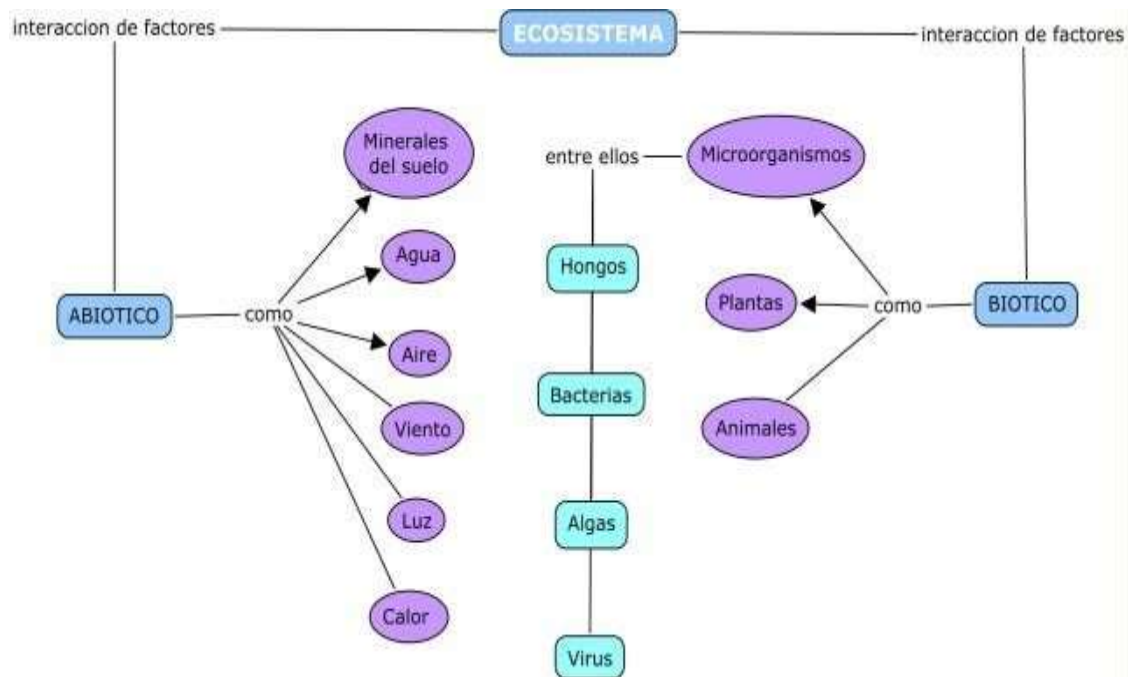 interaccion de factores
ECOSISTEMA
interaccion de factores
Minerales
del suelo
entre ellos
Microorganismos
Agua
Hongos
ABIOTICO
como
Plantas
como
BIOTICO
Aire
Bacterias
Viento
Animales
Luz
Algas
Calor
Virus